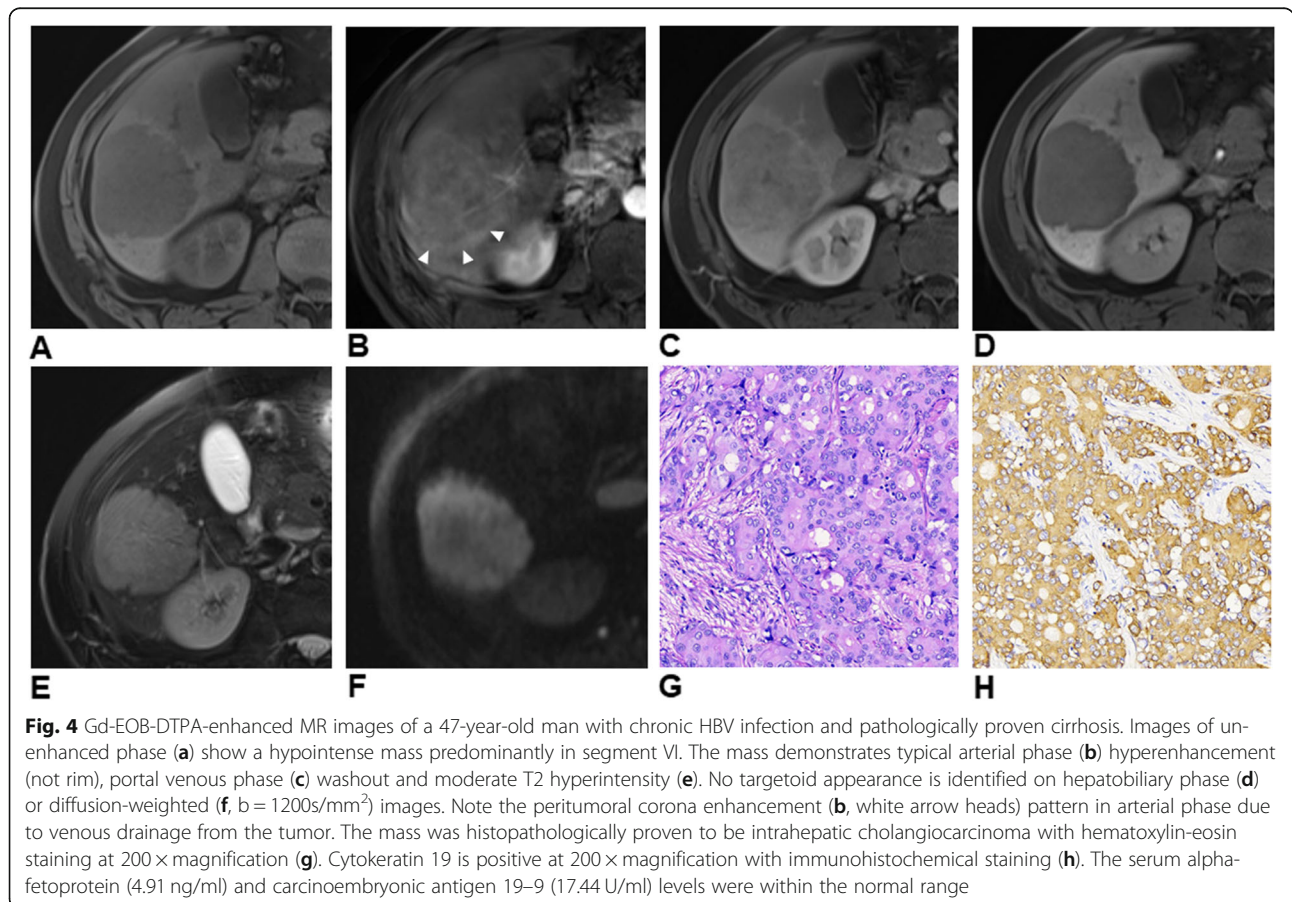 A
B
C
D
E
F
G
H
Fig. 4 Gd-EOB-DTPA-enhanced MR images of a 47-year-old man with chronic HBV infection and pathologically proven cirrhosis. Images of un-
enhanced phase (a) show a hypointense mass predominantly in segment VI. The mass demonstrates typical arterial phase (b) hyperenhancement
(not rim), portal venous phase (c) washout and moderate T2 hyperintensity (e). No targetoid appearance is identified on hepatobiliary phase (d)
or diffusion-weighted (f, b = 1200s/mm²) images. Note the peritumoral corona enhancement (b, white arrow heads) pattern in arterial phase due
to venous drainage from the tumor. The mass was histopathologically proven to be intrahepatic cholangiocarcinoma with hematoxylin-eosin
staining at 200 × magnification (g). Cytokeratin 19 is positive at 200 × magnification with immunohistochemical staining (h). The serum alpha-
fetoprotein (4.91 ng/ml) and carcinoembryonic antigen 19–9 (17.44 U/ml) levels were within the normal range